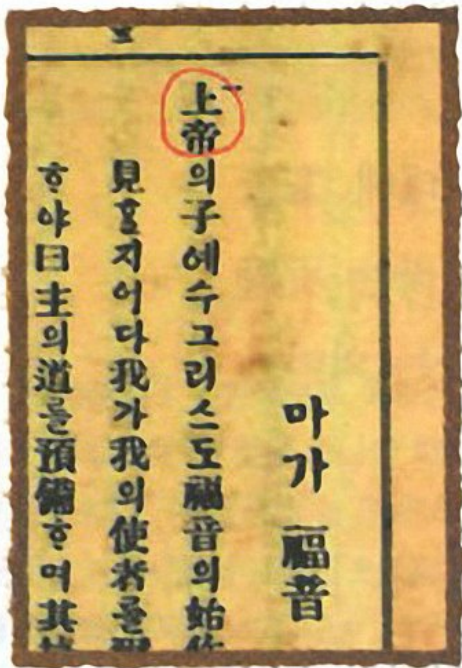 마가 福音
一 上帝의子예수그리스도福音의始
見ᄒᆞᆯ지어다我가我의使者를
ᄒᆞ야曰主의道를預備ᄒᆞ며其